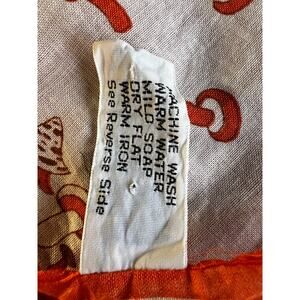 MACHINE WASH
WARM WATER
MILD SOAP
DRY FLAT
WARM IRON
See Reverse Side